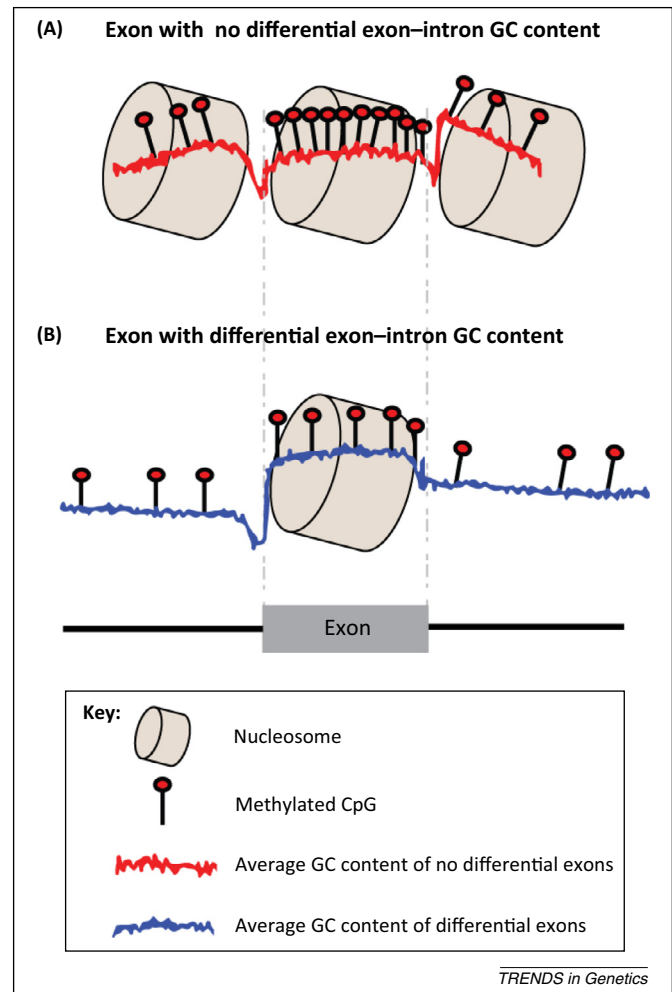 (A) Exon with no differential exon–intron GC content
(B) Exon with differential exon–intron GC content
Exon
Key:
Nucleosome
Methylated CpG
Average GC content of no differential exons
Average GC content of differential exons
TRENDS in Genetics